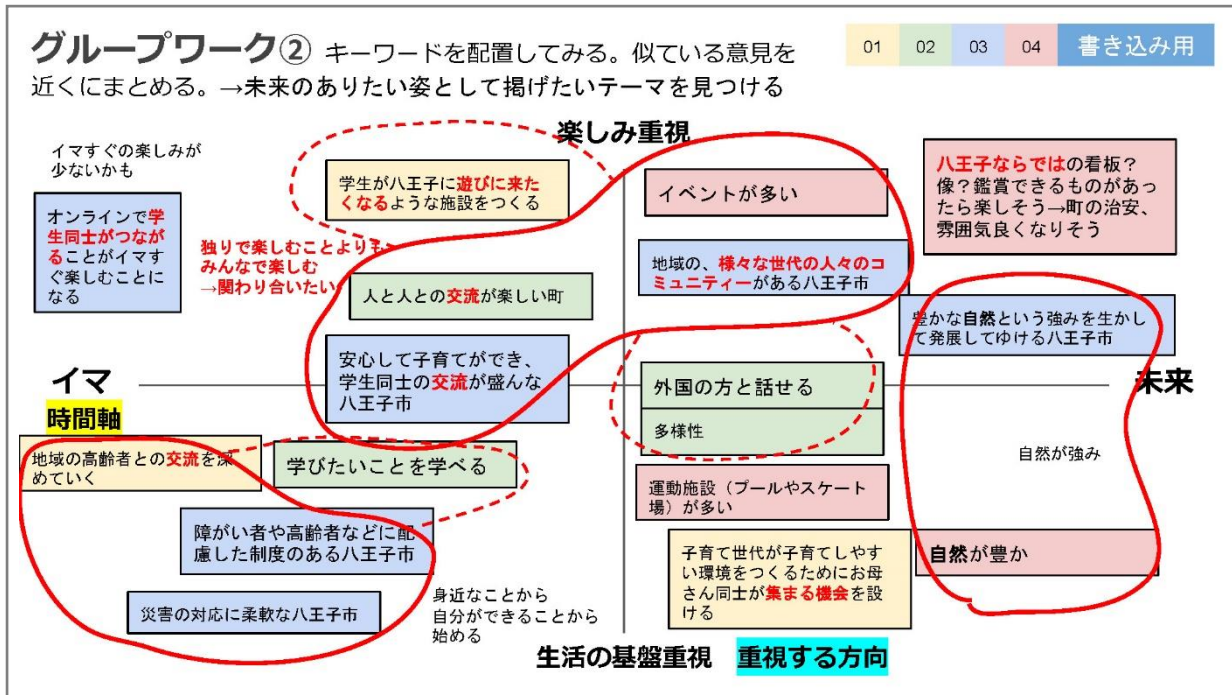 グループワーク② キーワードを配置してみる。似ている意見を
近くにまとめる。→未来のありたい姿として掲げたいテーマを見つける
01 02 03 04 書き込み用
楽しみ重視
イマすぐの楽しみが
少ないかも
オンラインで学
生同士がつなが
ることがイマす
ぐ楽しむことに
なる
学生が八王子に遊びに来た
くなるような施設をつくる
独りで楽しむことよりも
みんなで楽しむ
→関わり合いたい
人と人との交流が楽しい町
安心して子育てができ、
学生同士の交流が盛んな
八王子市
イベントが多い
地域の、様々な世代の人々のコ
ミュニティーがある八王子市
八王子ならではの看板？
像？鑑賞できるものがあっ
たら楽しそう→町の治安、
雰囲気良くなりそう
豊かな自然という強みを生かし
て発展してゆける八王子市
イマ
時間軸
未来
外国の方と話せる
多様性
地域の高齢者との交流を深
めていく
学びたいことを学べる
障がい者や高齢者などに配
慮した制度のある八王子市
災害の対応に柔軟な八王子市
身近なことから
自分ができることから
始める
運動施設（プールやスケート
場）が多い
子育て世代が子育てしやす
い環境をつくるためにお母
さん同士が集まる機会を設
ける
自然が強み
自然が豊か
生活の基盤重視 重視する方向